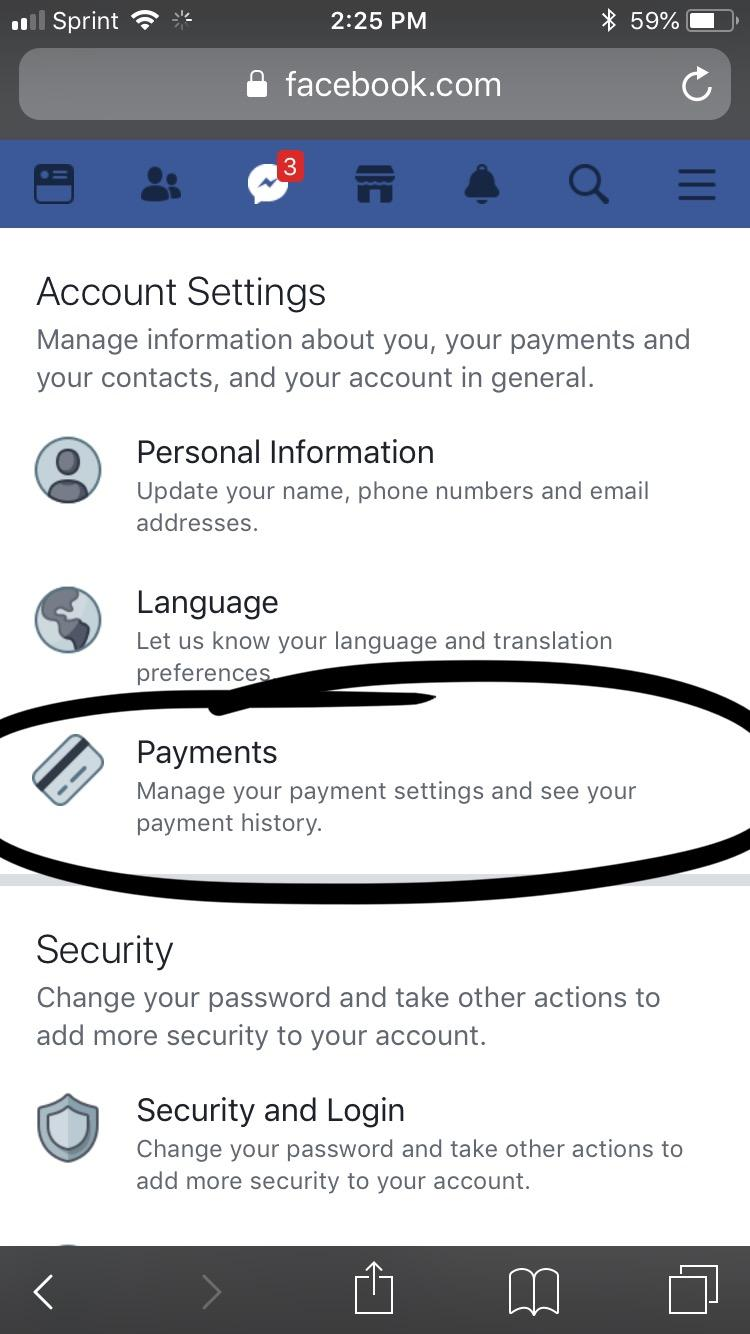 Sprint 2:25 PM 59%
facebook.com
3
Account Settings
Manage information about you, your payments and
your contacts, and your account in general.
Personal Information
Update your name, phone numbers and email
addresses.
Language
Let us know your language and translation
preferences.
Payments
Manage your payment settings and see your
payment history.
Security
Change your password and take other actions to
add more security to your account.
Security and Login
Change your password and take other actions to
add more security to your account.